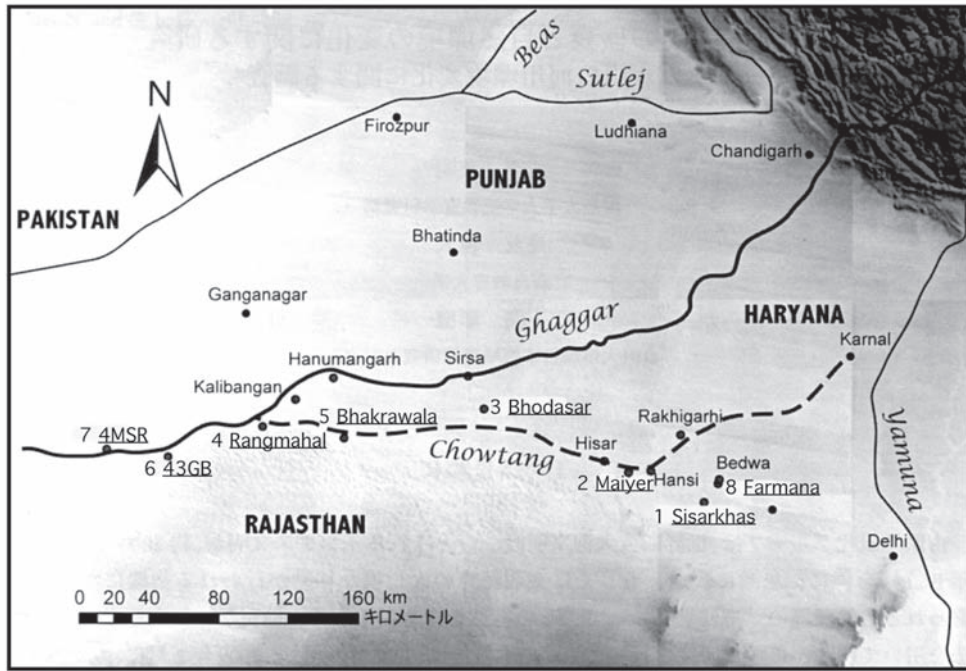 Beas
Sutlej
N
Firozpur
Ludhiana
Chandigarh
PUNJAB
PAKISTAN
Bhatinda
Ganganagar
Ghaggar
HARYANA
Karnal
Hanumangarh
Sirsa
Kalibangan
5 Bhakrawala
3 Bhodasar
Rakhigarhi
4 Rangmahal
7 4MSR
Chowtang
Hisar
Yamuna
6 43GB
2 Maiyer
Hansi
Bedwa
8 Farmana
1 Sisarkhas
RAJASTHAN
Delhi
0 20 40 80 120 160 km
キロメートル